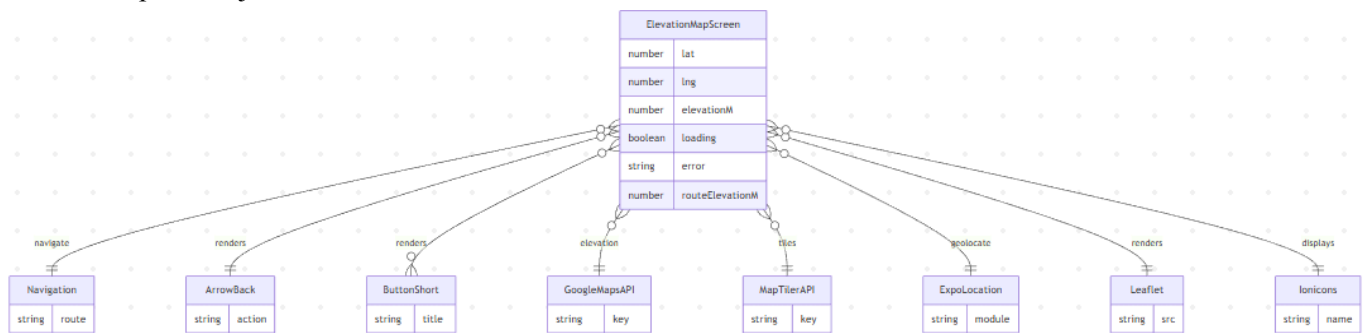 ElevationMapScreen
number lat
number lng
number elevationM
boolean loading
string error
number routeElevationM
navigate renders renders elevation tiles geolocate renders displays
Navigation ArrowBack ButtonShort GoogleMapsAPI MapTilerAPI ExpoLocation Leaflet Ionicons
string route string action string title string key string key string module string src string name